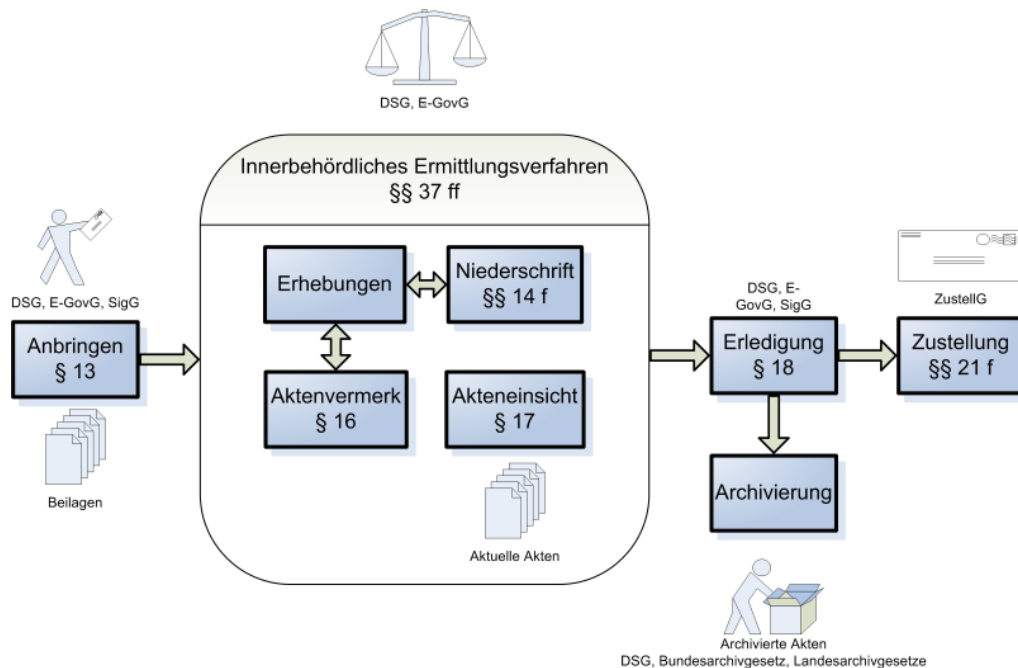 DSG, E-GovG
Innerbehördliches Ermittlungsverfahren
§§ 37 ff
DSG, E-GovG, SigG
Anbringen
§ 13
Beilagen
Erhebungen
Niederschrift
§§ 14 f
Aktenvermerk
§ 16
Akteneinsicht
§ 17
Aktuelle Akten
DSG, E-
GovG, SigG
Erledigung
§ 18
ZustellG
Zustellung
§§ 21 f
Archivierung
Archivierte Akten
DSG, Bundesarchivgesetz, Landesarchivgesetze